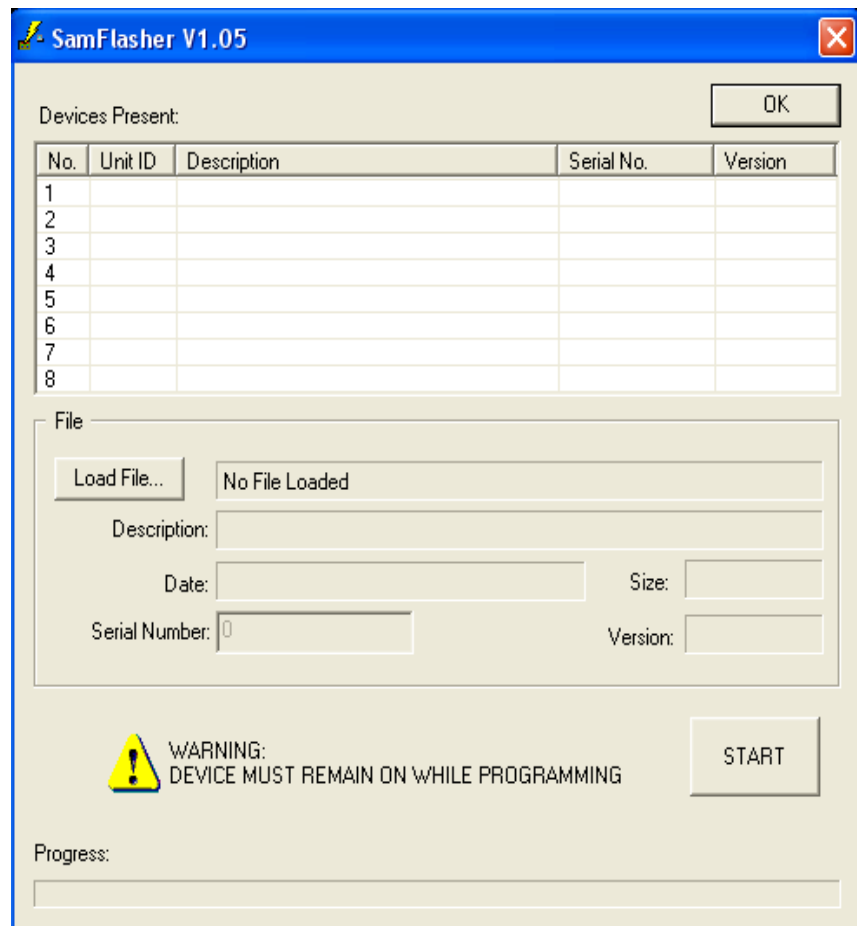 SamFlasher V1.05
OK
Devices Present:
No. Unit ID Description Serial No. Version
1
2
3
4
5
6
7
8
File
Load File... No File Loaded
Description:
Date: Size:
Serial Number: 0 Version:
WARNING:
DEVICE MUST REMAIN ON WHILE PROGRAMMING
START
Progress: